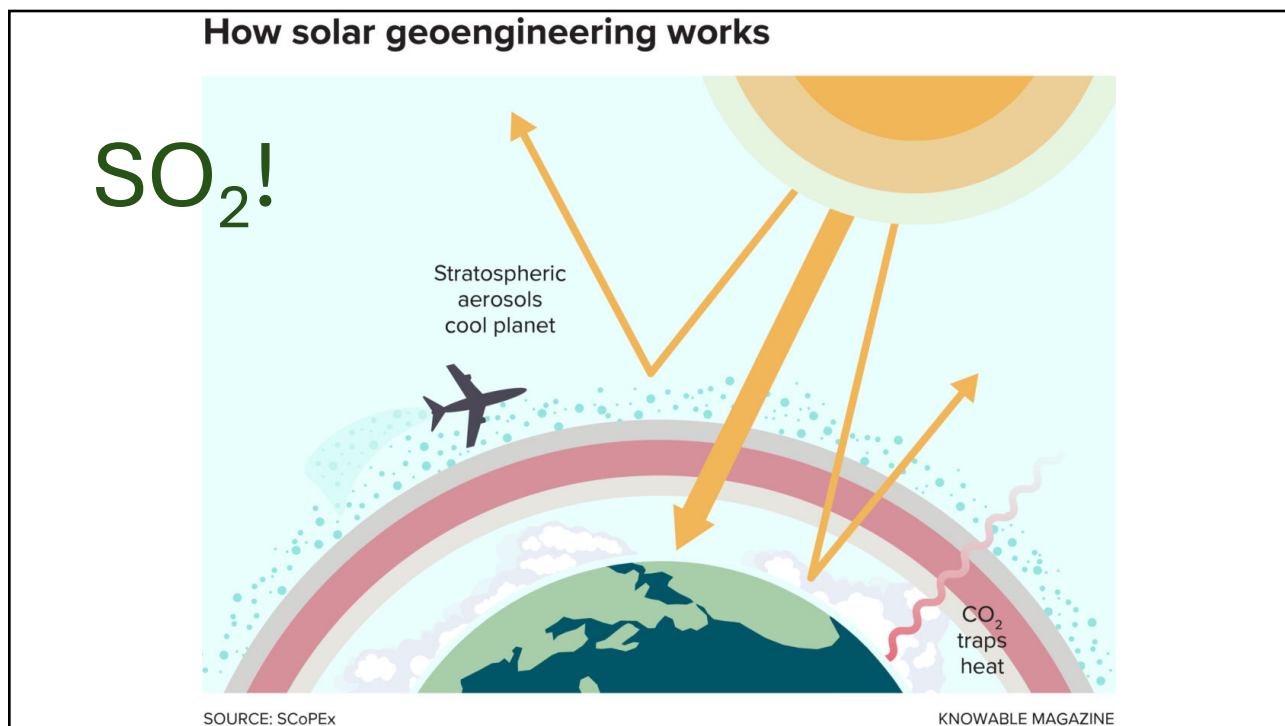 How solar geoengineering works
SO₂!
Stratospheric
aerosols
cool planet
CO₂
traps
heat
SOURCE: SCoPEx
KNOWABLE MAGAZINE